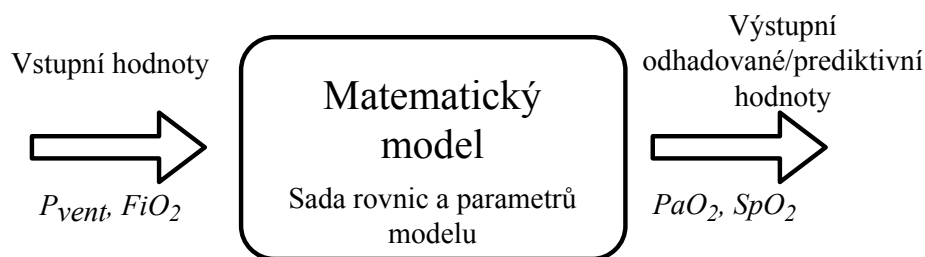 Vstupní hodnoty
P_vent, FiO_2
Matematický
model
Sada rovnic a parametrů
modelu
Výstupní
odhadované/prediktivní
hodnoty
PaO_2, SpO_2